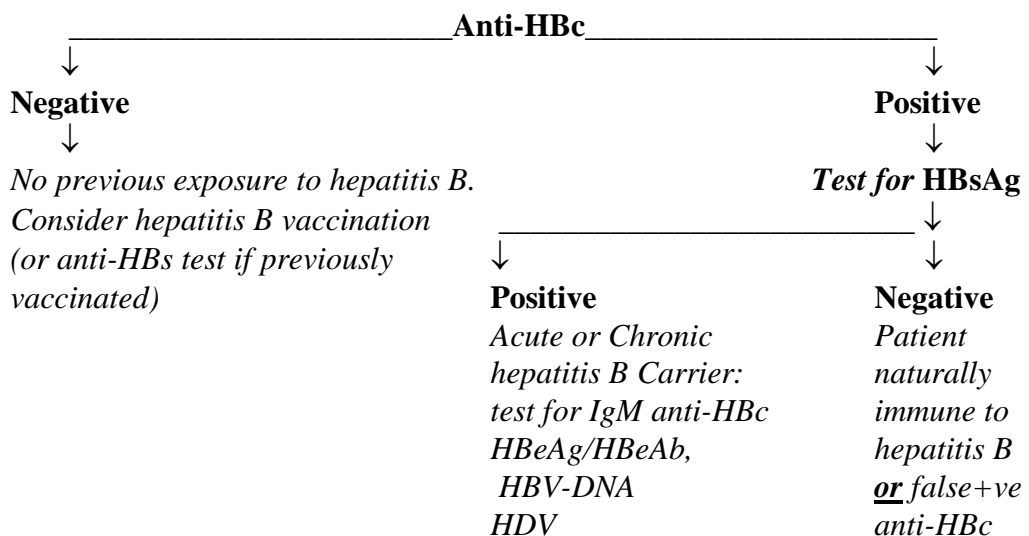 Anti-HBc
Negative
Positive
No previous exposure to hepatitis B.
Consider hepatitis B vaccination
(or anti-HBs test if previously
vaccinated)
Test for HBsAg
Positive
Acute or Chronic
hepatitis B Carrier:
test for IgM anti-HBc
HBeAg/HBeAb,
HBV-DNA
HDV
Negative
Patient
naturally
immune to
hepatitis B
or false+ve
anti-HBc